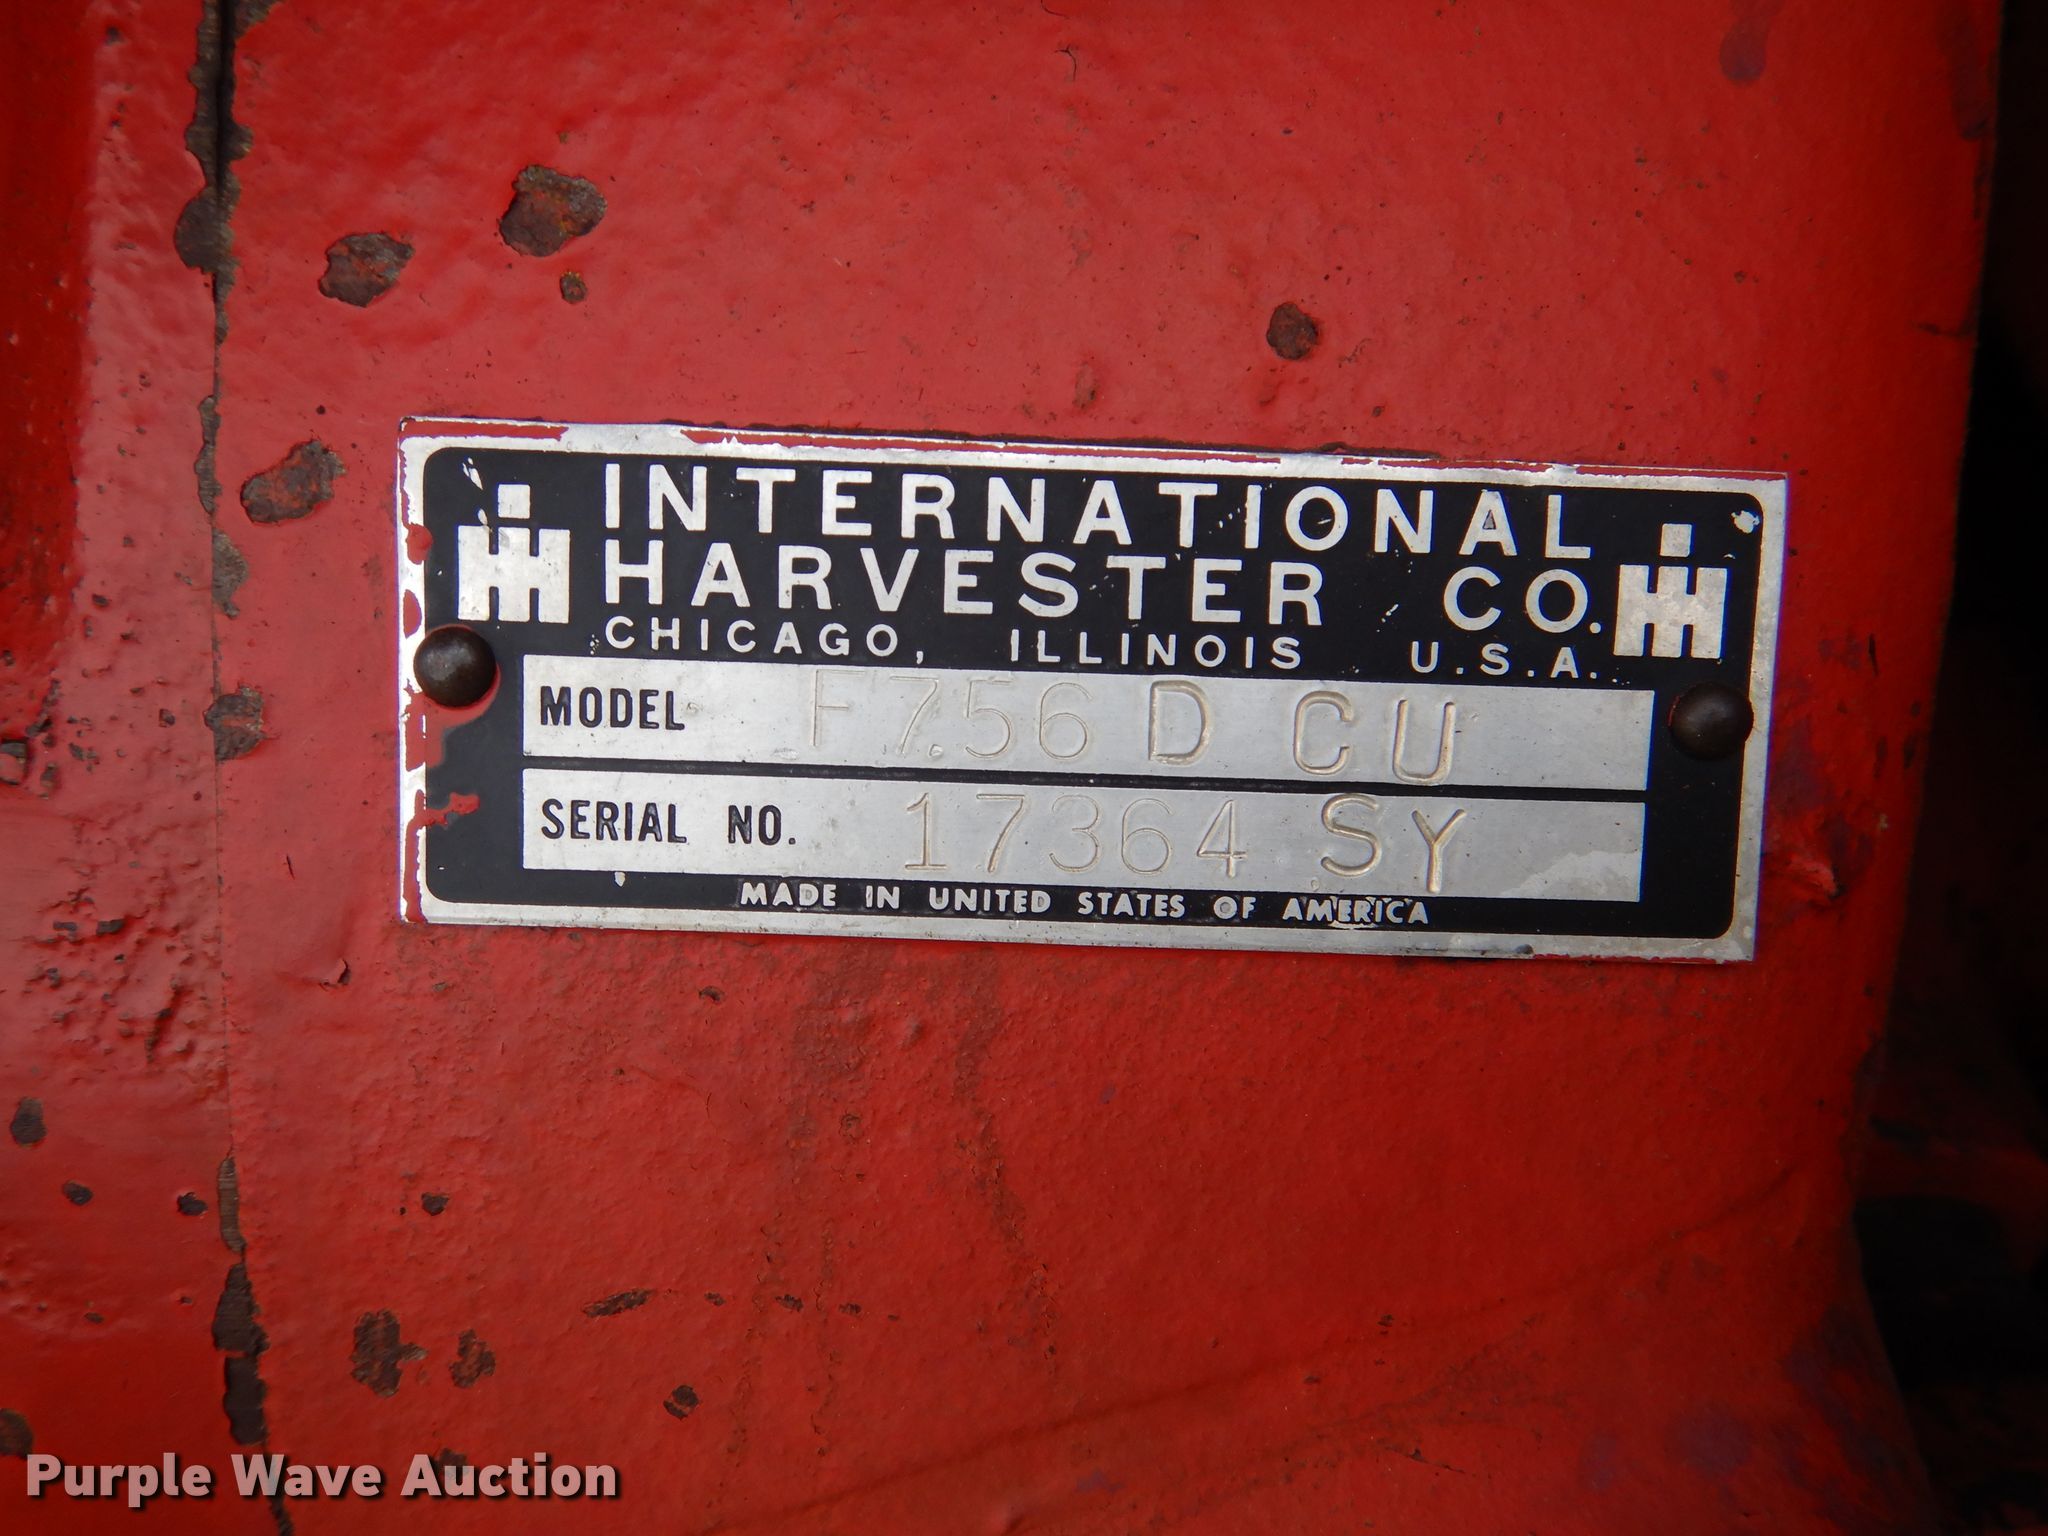 INTERNATIONAL
HARVESTER CO.
CHICAGO, ILLINOIS U.S.A.
MODEL F756 D CU
SERIAL NO. 17364 SY
MADE IN UNITED STATES OF AMERICA
Purple Wave Auction